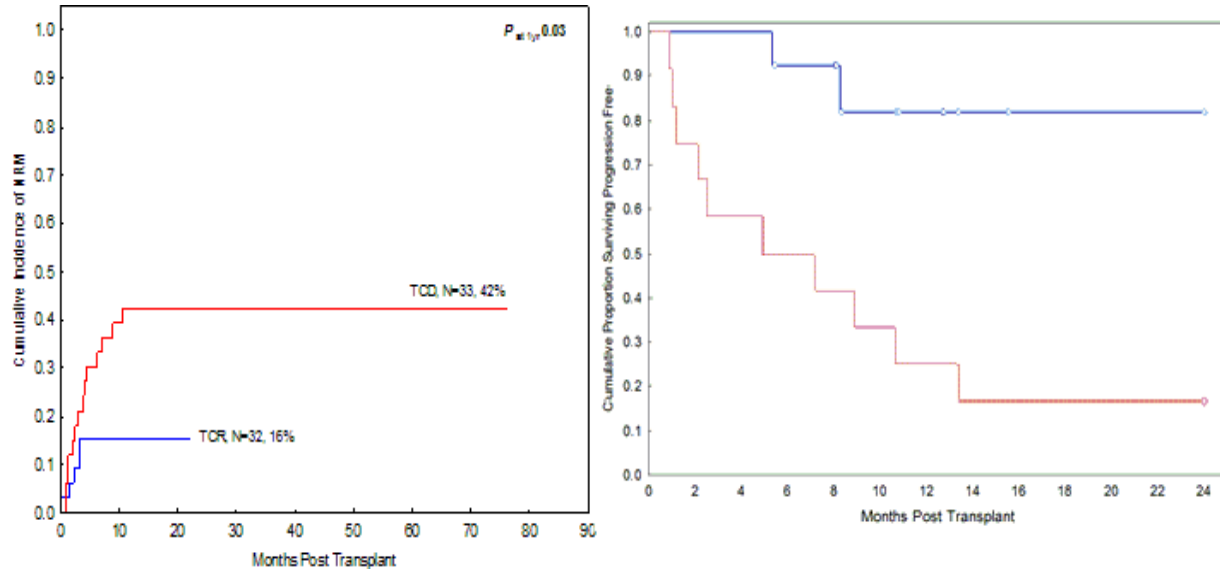 P at 1yr 0.03
Cumulative Incidence of NRM
1.0
0.9
0.8
0.7
0.6
0.5
0.4
0.3
0.2
0.1
0.0
TCD, N=33, 42%
TCR, N=32, 16%
0 10 20 30 40 50 60 70 80 90
Months Post Transplant
Cumulative Proportion Surviving Progression Free
1.0
0.9
0.8
0.7
0.6
0.5
0.4
0.3
0.2
0.1
0.0
0 2 4 6 8 10 12 14 16 18 20 22 24
Months Post Transplant